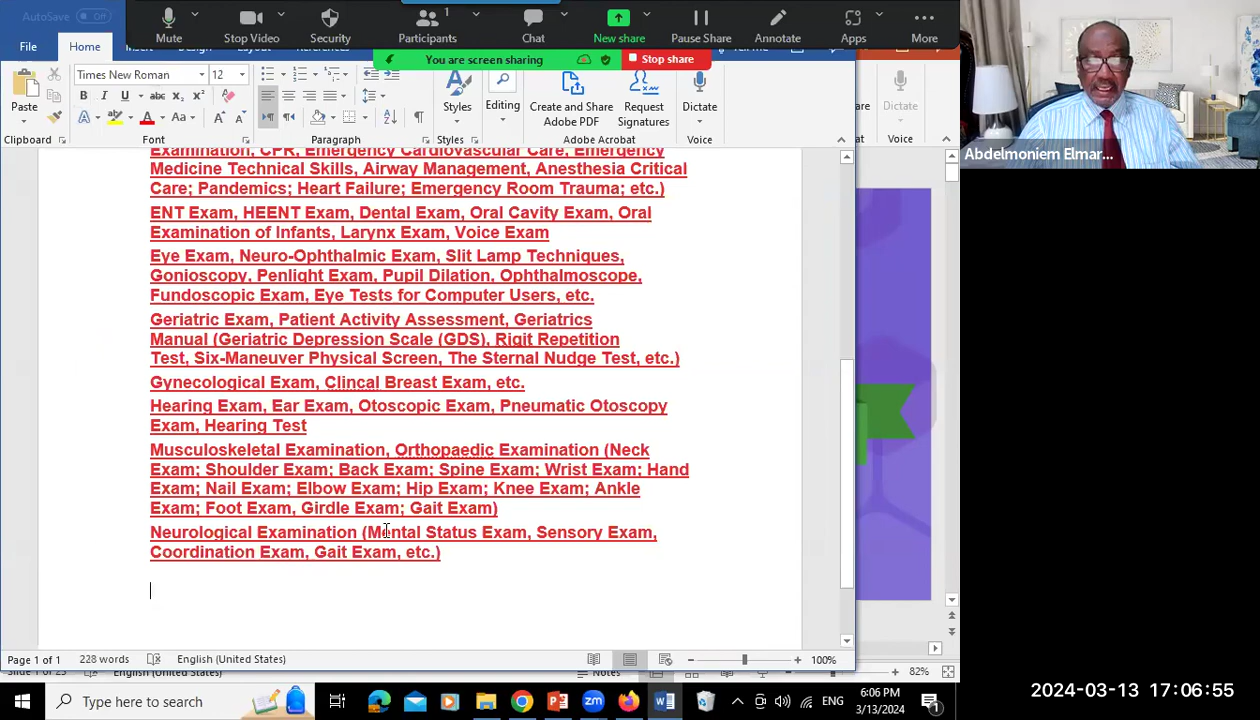 AutoSave Off
Mute
Stop Video
Security
1
Participants
Chat
New share
Pause Share
Annotate
Apps
More
File
Home
You are screen sharing
Stop share
Times New Roman
12
Paste
Styles
Editing
Create and Share
Adobe PDF
Request
Signatures
Dictate
Dictate
Clipboard
Font
Paragraph
Styles
Adobe Acrobat
Voice
Voice
Abdelmoniem Elmar...
Examination, CPR, Emergency Cardiovascular Care, Emergency
Medicine Technical Skills, Airway Management, Anesthesia Critical
Care; Pandemics; Heart Failure; Emergency Room Trauma; etc.)
ENT Exam, HEENT Exam, Dental Exam, Oral Cavity Exam, Oral
Examination of Infants, Larynx Exam, Voice Exam
Eye Exam, Neuro-Ophthalmic Exam, Slit Lamp Techniques,
Gonioscopy, Penlight Exam, Pupil Dilation, Ophthalmoscope,
Fundoscopic Exam, Eye Tests for Computer Users, etc.
Geriatric Exam, Patient Activity Assessment, Geriatrics
Manual (Geriatric Depression Scale (GDS), Rigit Repetition
Test, Six-Maneuver Physical Screen, The Sternal Nudge Test, etc.)
Gynecological Exam, Clincal Breast Exam, etc.
Hearing Exam, Ear Exam, Otoscopic Exam, Pneumatic Otoscopy
Exam, Hearing Test
Musculoskeletal Examination, Orthopaedic Examination (Neck
Exam; Shoulder Exam; Back Exam; Spine Exam; Wrist Exam; Hand
Exam; Nail Exam; Elbow Exam; Hip Exam; Knee Exam; Ankle
Exam; Foot Exam, Girdle Exam; Gait Exam)
Neurological Examination (Mental Status Exam, Sensory Exam,
Coordination Exam, Gait Exam, etc.)
Page 1 of 1
228 words
English (United States)
100%
Notes
82%
Type here to search
6:06 PM
3/13/2024
2024-03-13 17:06:55